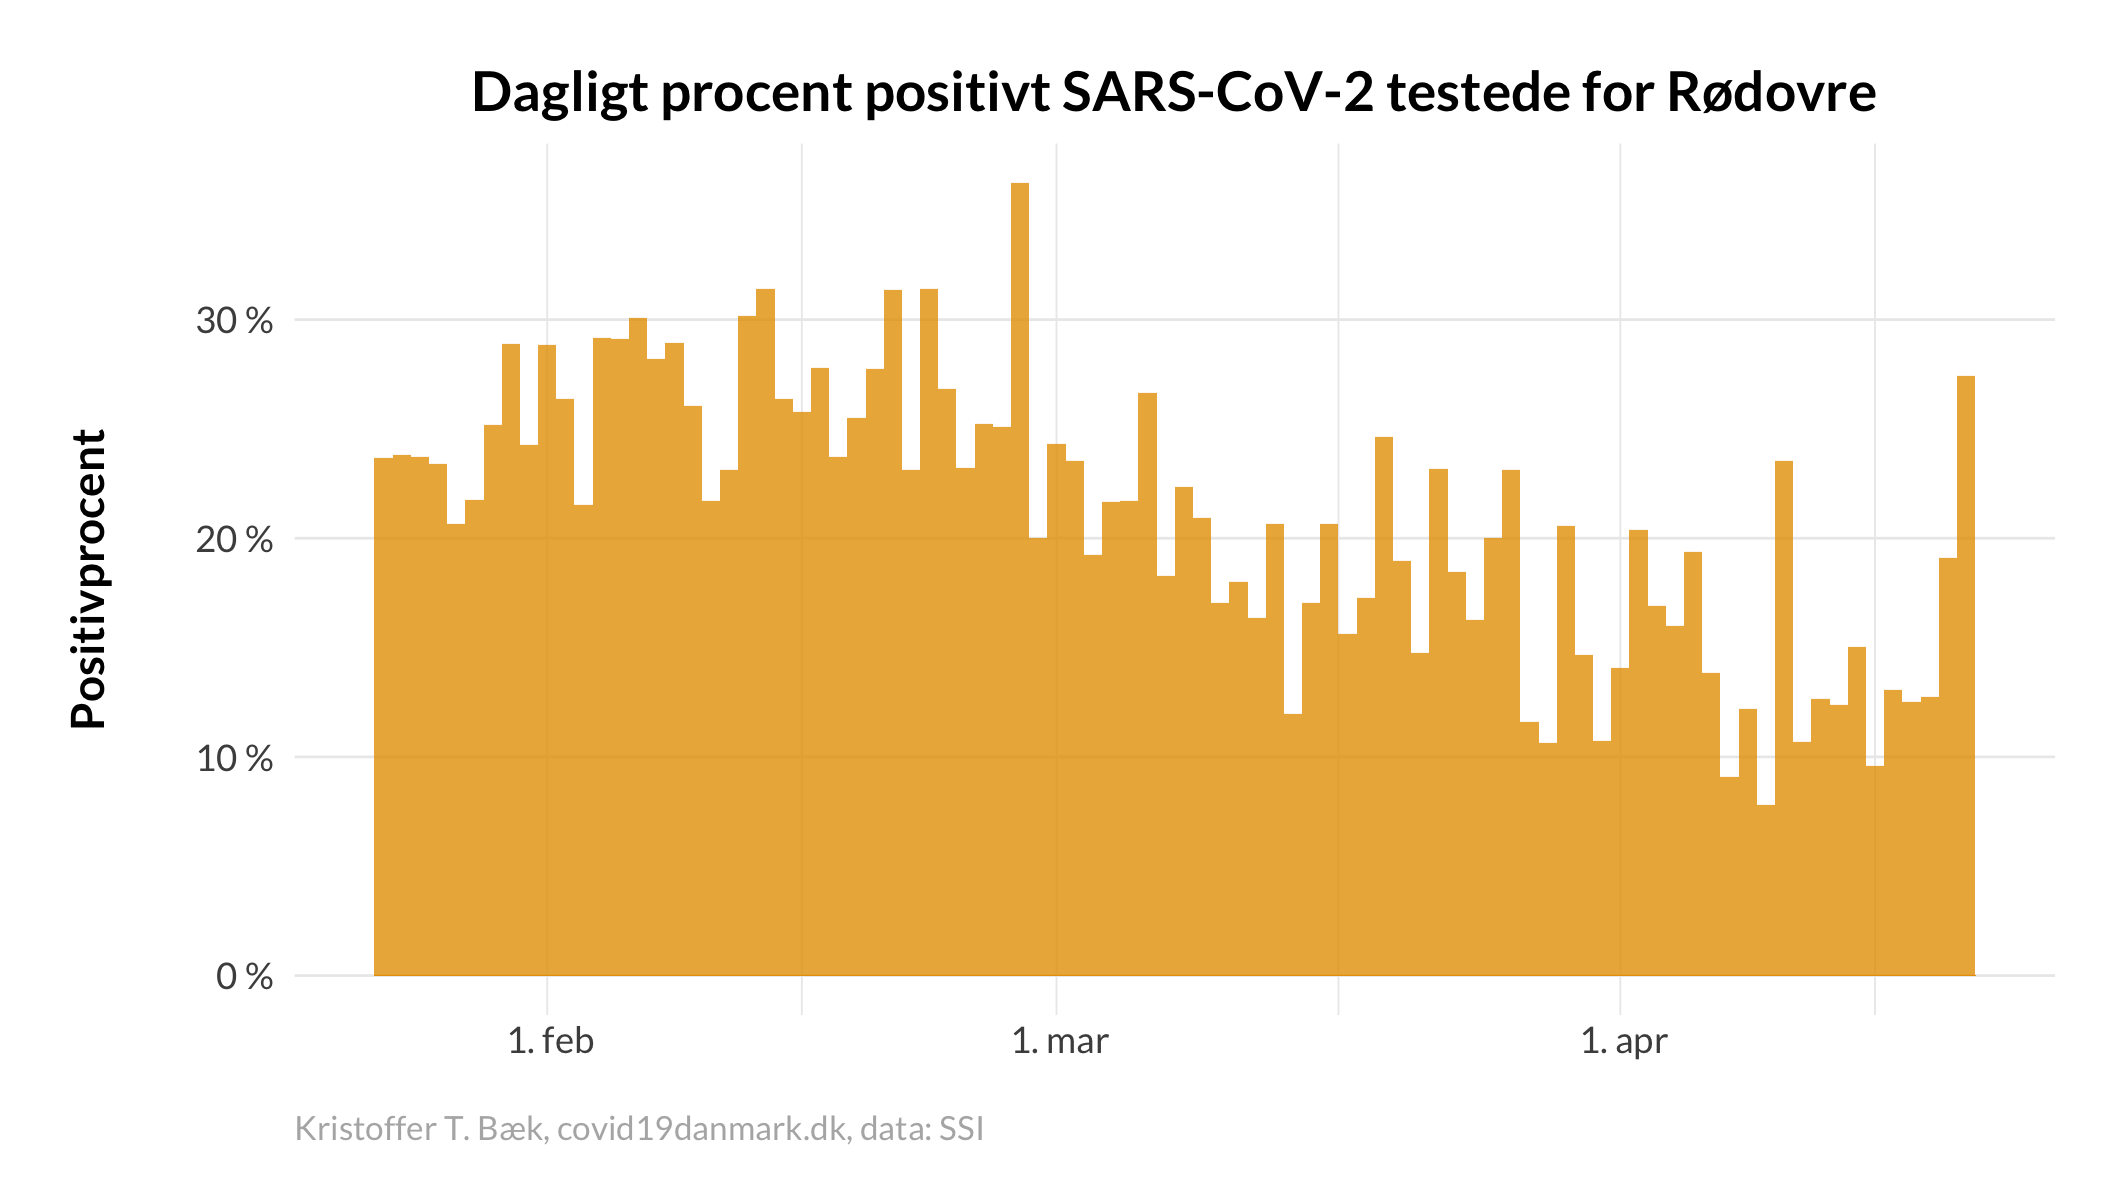 Dagligt procent positivt SARS-CoV-2 testede for Rødovre
Positivprocent
30 %
20 %
10 %
0 %
1. feb
1. mar
1. apr
Kristoffer T. Bæk, covid19danmark.dk, data: SSI